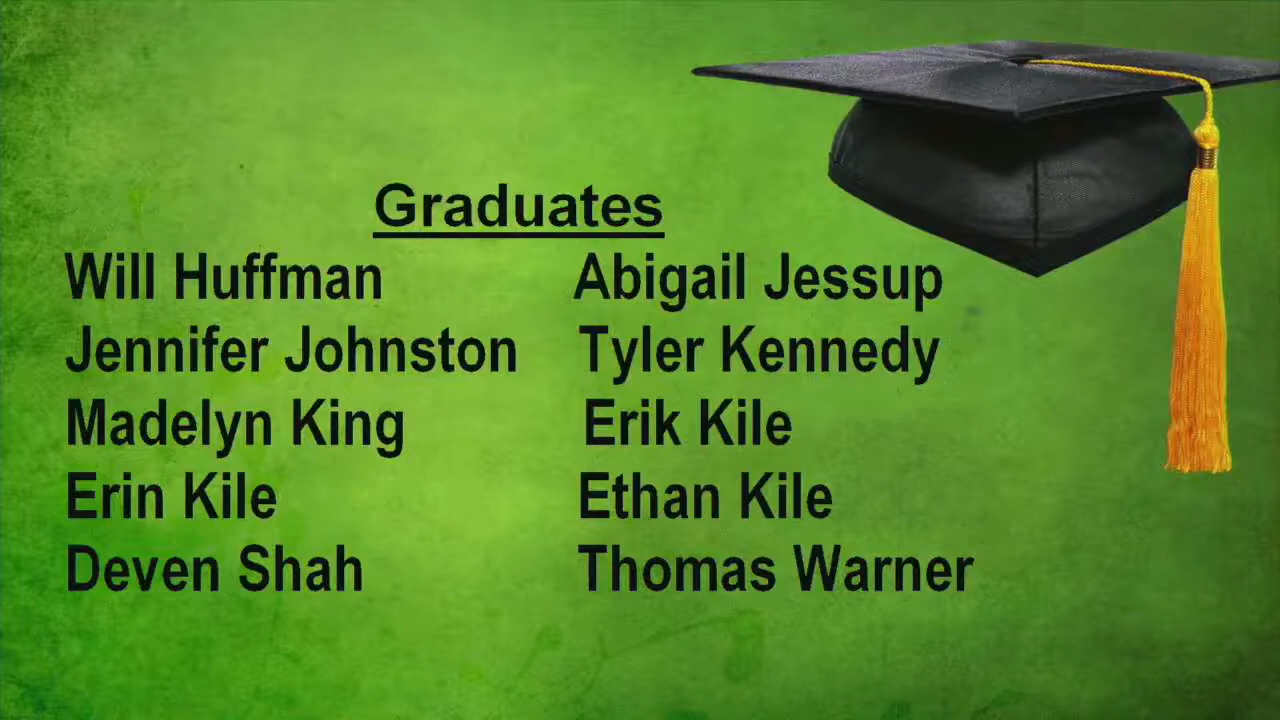 Graduates
Will Huffman Abigail Jessup
Jennifer Johnston Tyler Kennedy
Madelyn King Erik Kile
Erin Kile Ethan Kile
Deven Shah Thomas Warner